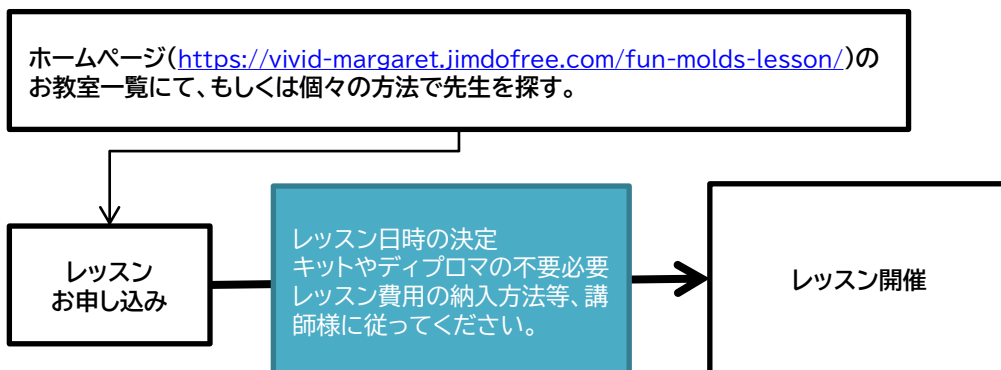 ホームページ(https://vivid-margaret.jimdofree.com/fun-molds-lesson/)の
お教室一覧にて、もしくは個々の方法で先生を探す。
レッスン
お申し込み
レッスン日時の決定
キットやディプロマの不要必要
レッスン費用の納入方法等、講
師様に従ってください。
レッスン開催